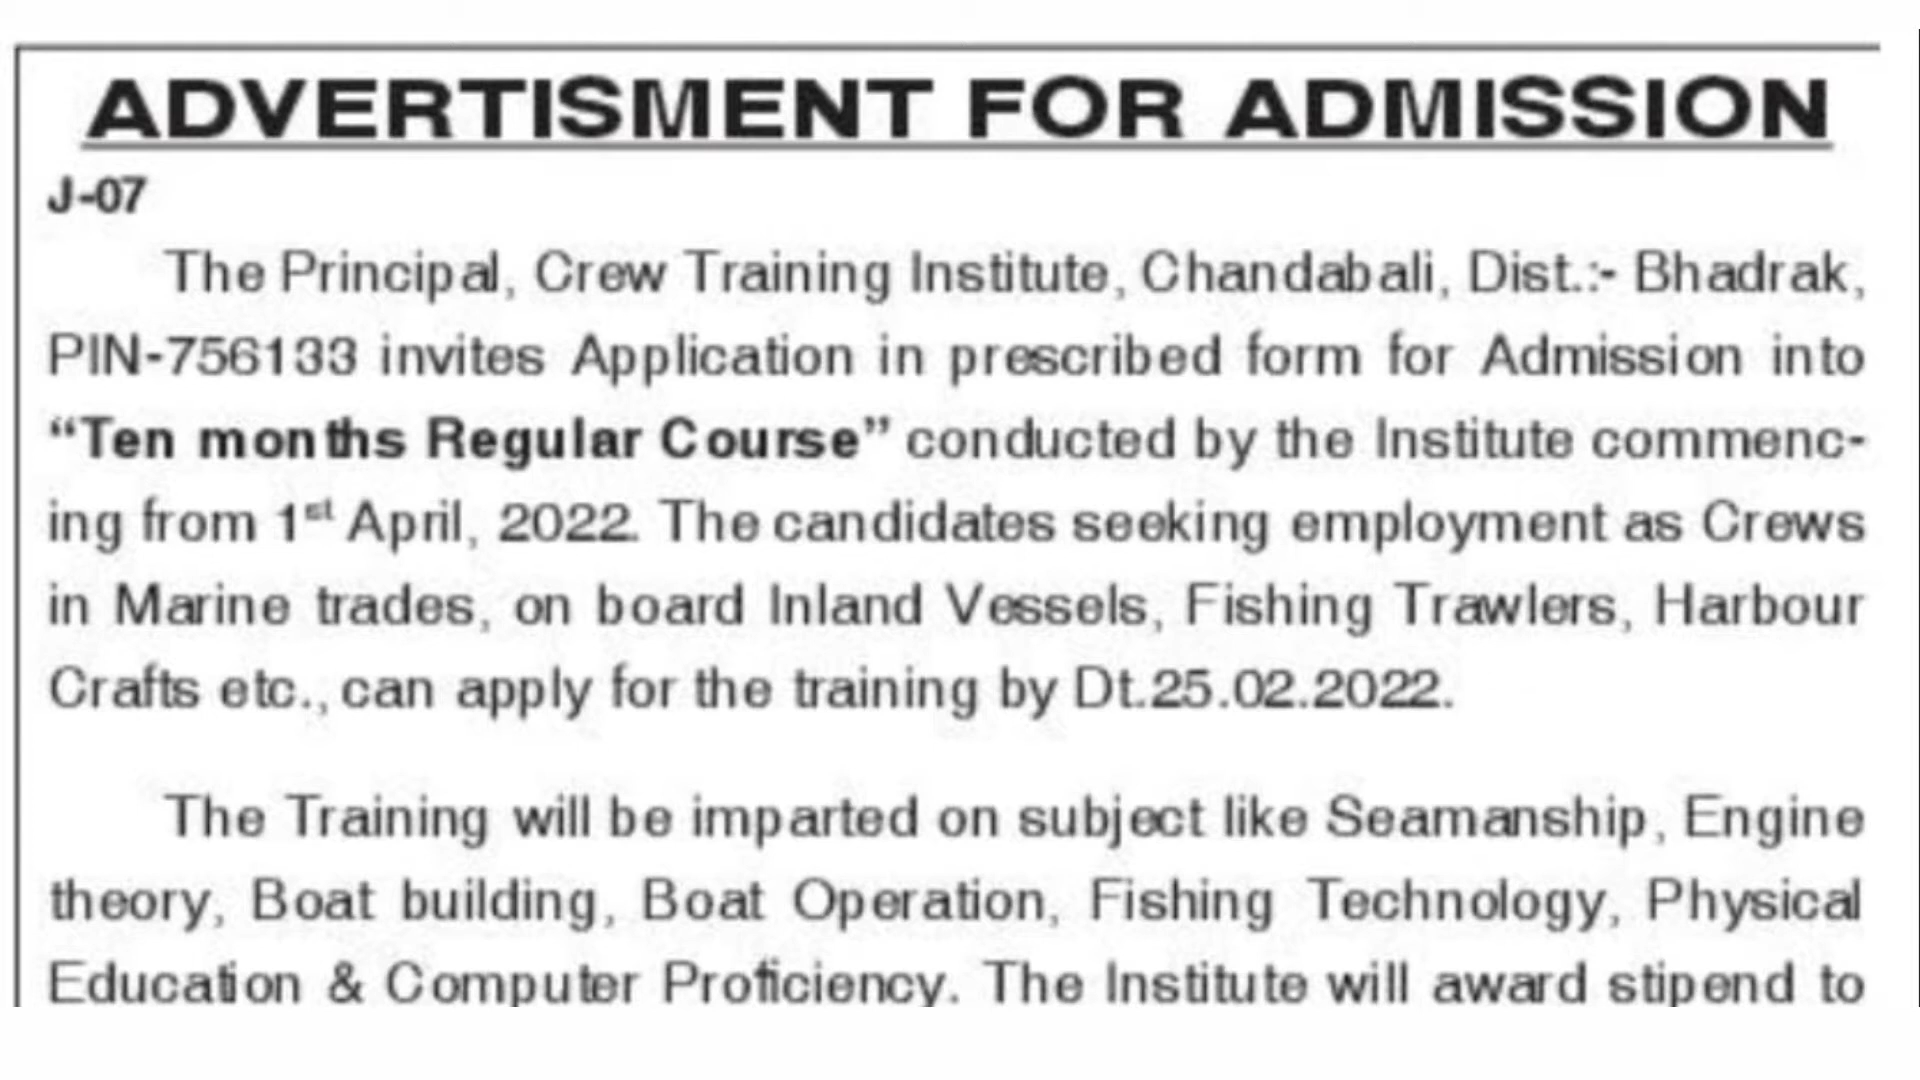 ADVERTISMENT FOR ADMISSION
J-07
The Principal, Crew Training Institute, Chandabali, Dist.:- Bhadrak,
PIN-756133 invites Application in prescribed form for Admission into
“Ten months Regular Course” conducted by the Institute commenc-
ing from 1st April, 2022. The candidates seeking employment as Crews
in Marine trades, on board Inland Vessels, Fishing Trawlers, Harbour
Crafts etc., can apply for the training by Dt.25.02.2022.
The Training will be imparted on subject like Seamanship, Engine
theory, Boat building, Boat Operation, Fishing Technology, Physical
Education & Computer Proficiency. The Institute will award stipend to